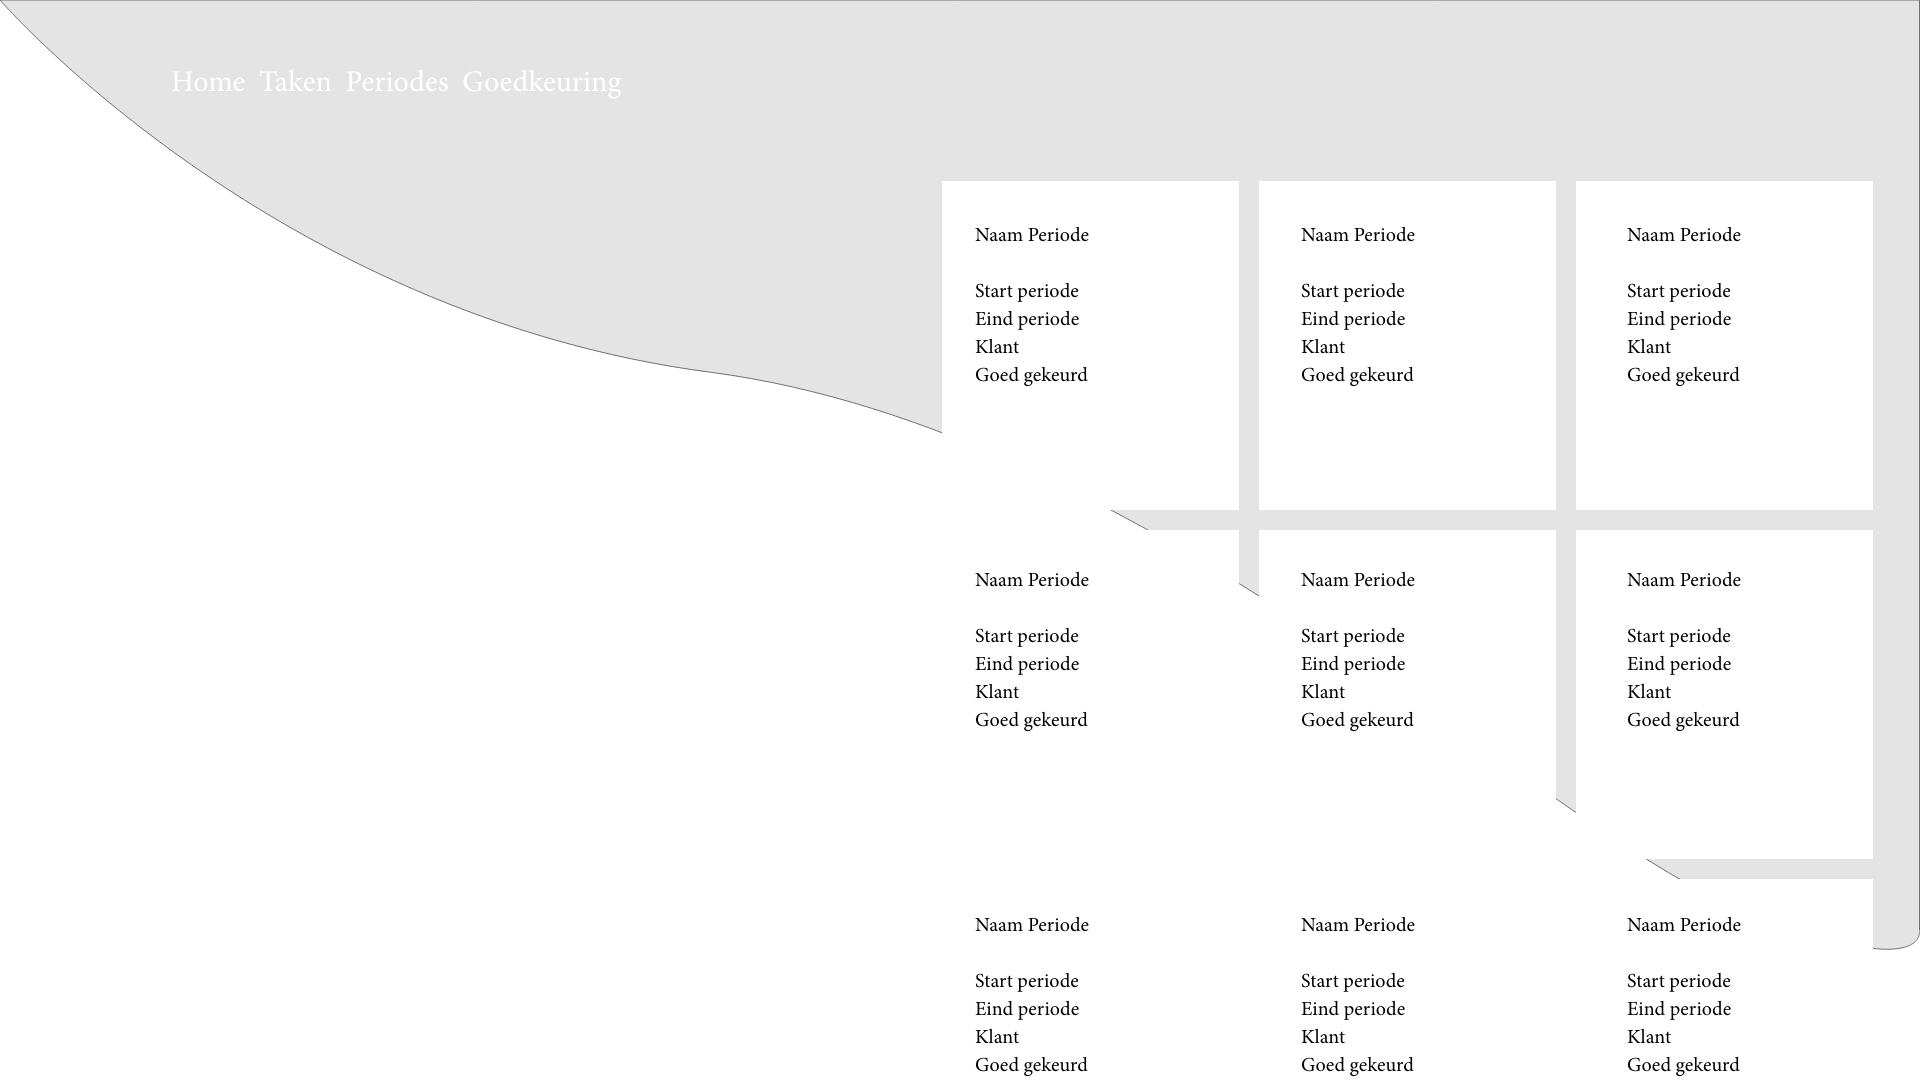 Home Taken Periodes Goedkeuring
Naam Periode
Start periode
Eind periode
Klant
Goed gekeurd
Naam Periode
Start periode
Eind periode
Klant
Goed gekeurd
Naam Periode
Start periode
Eind periode
Klant
Goed gekeurd
Naam Periode
Start periode
Eind periode
Klant
Goed gekeurd
Naam Periode
Start periode
Eind periode
Klant
Goed gekeurd
Naam Periode
Start periode
Eind periode
Klant
Goed gekeurd
Naam Periode
Start periode
Eind periode
Klant
Goed gekeurd
Naam Periode
Start periode
Eind periode
Klant
Goed gekeurd
Naam Periode
Start periode
Eind periode
Klant
Goed gekeurd